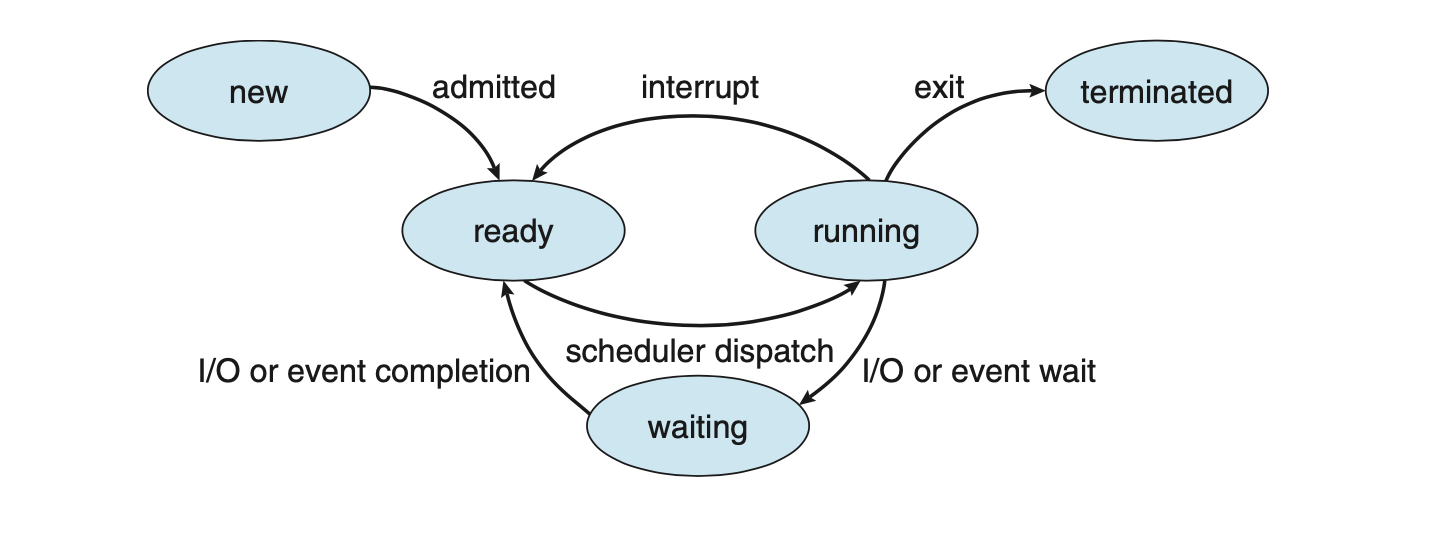 new
admitted
interrupt
exit
terminated
ready
running
scheduler dispatch
I/O or event completion
I/O or event wait
waiting